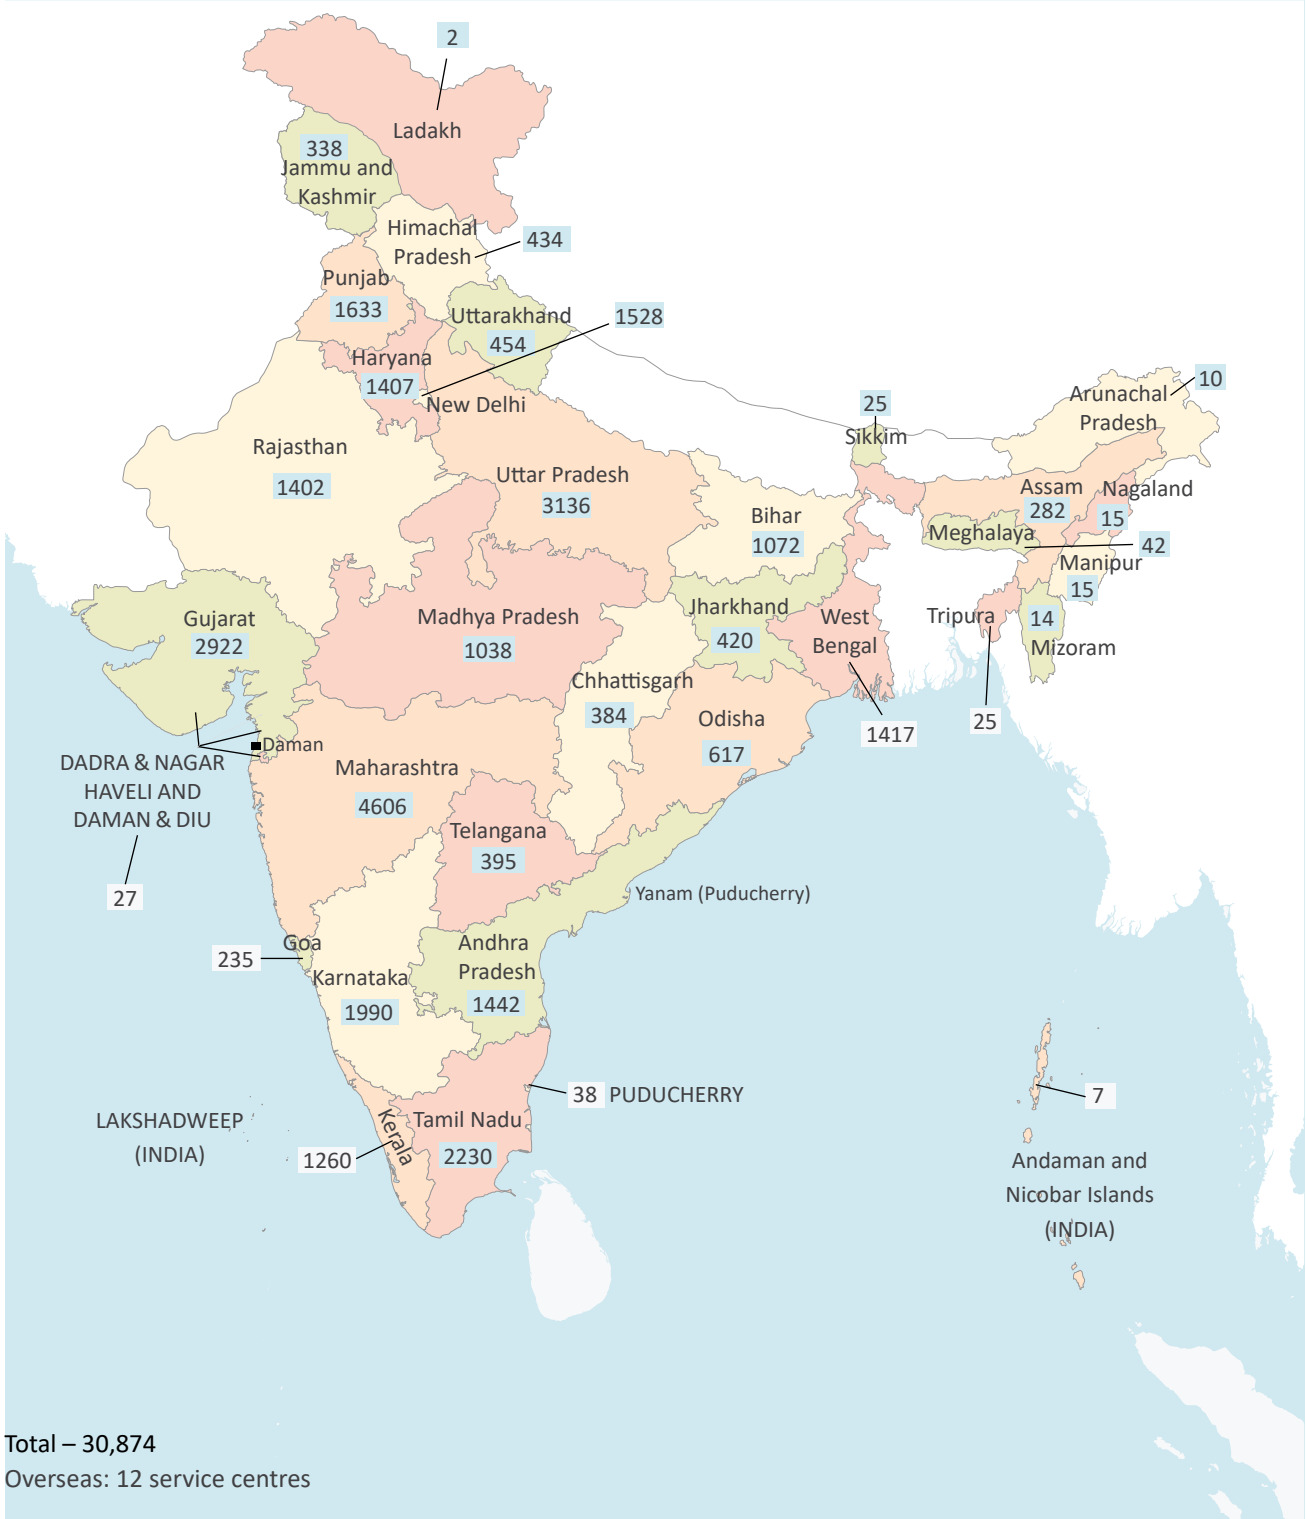 2
Ladakh
338
Jammu and
Kashmir
Himachal
Pradesh
434
Punjab
1633
Uttarakhand
454
1528
Haryana
1407
New Delhi
10
Arunachal
Pradesh
25
Sikkim
Rajasthan
1402
Uttar Pradesh
3136
Bihar
1072
Assam
282
Nagaland
15
Meghalaya
42
Manipur
15
Gujarat
2922
Madhya Pradesh
1038
Jharkhand
420
West
Bengal
1417
Tripura
25
14
Mizoram
Chhattisgarh
384
Odisha
617
Daman
DADRA & NAGAR
HAVELI AND
DAMAN & DIU
27
Maharashtra
4606
Telangana
395
Yanam (Puducherry)
Goa
235
Karnataka
1990
Andhra
Pradesh
1442
38 PUDUCHERRY
7
LAKSHADWEEP
(INDIA)
Kerala
1260
Tamil Nadu
2230
Andaman and
Nicobar Islands
(INDIA)
Total – 30,874
Overseas: 12 service centres